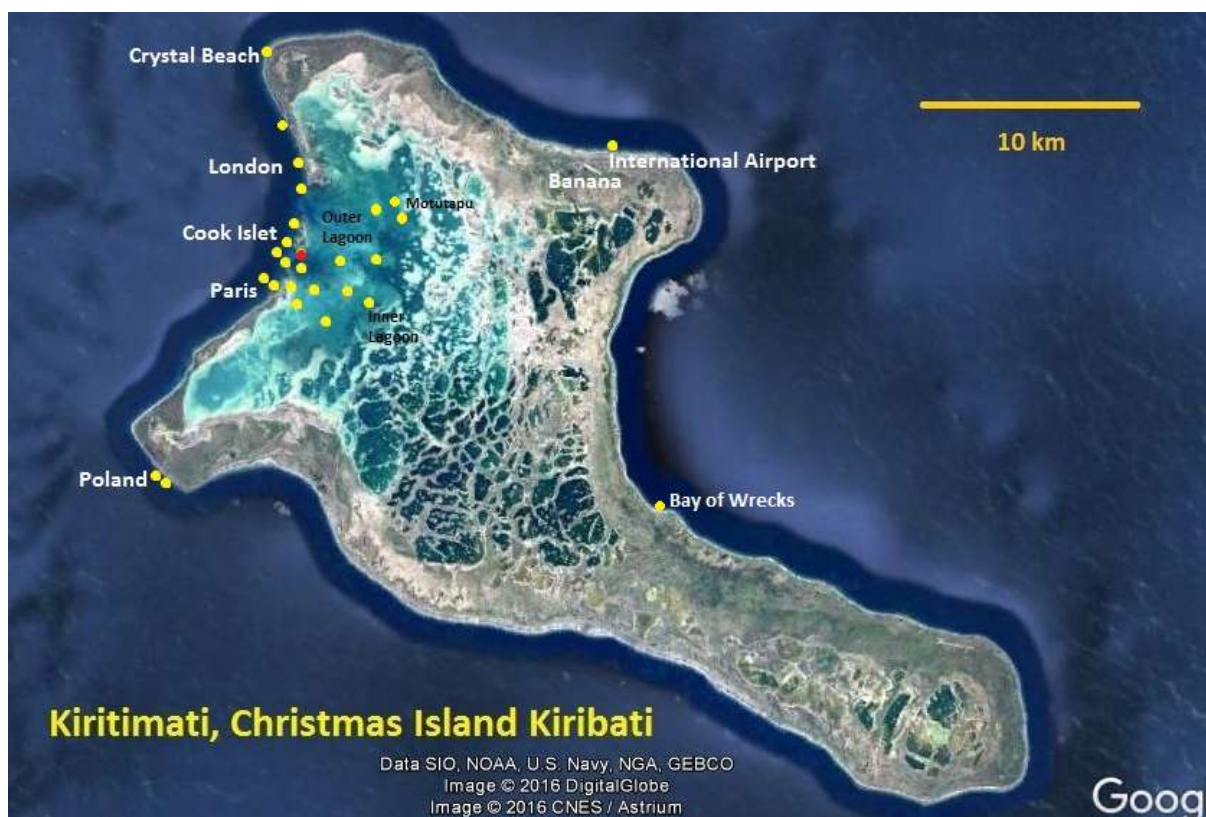 Crystal Beach
10 km
International Airport
London
Banana
Motutapu
Outer
Lagoon
Cook Islet
Paris
Inner
Lagoon
Poland
Bay of Wrecks
Kiritimati, Christmas Island Kiribati
Data SIO, NOAA, U.S. Navy, NGA, GEBCO
Image © 2016 DigitalGlobe
Image © 2016 CNES / Astrium
Goog